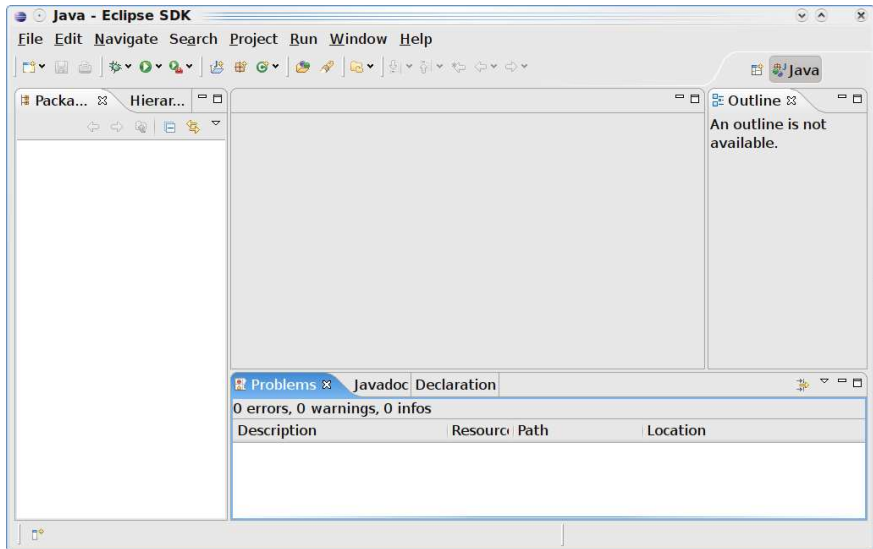 Java - Eclipse SDK
File Edit Navigate Search Project Run Window Help
Java
Packa... Hierar...
Outline
An outline is not
available.
Problems Javadoc Declaration
0 errors, 0 warnings, 0 infos
Description Resourc Path Location